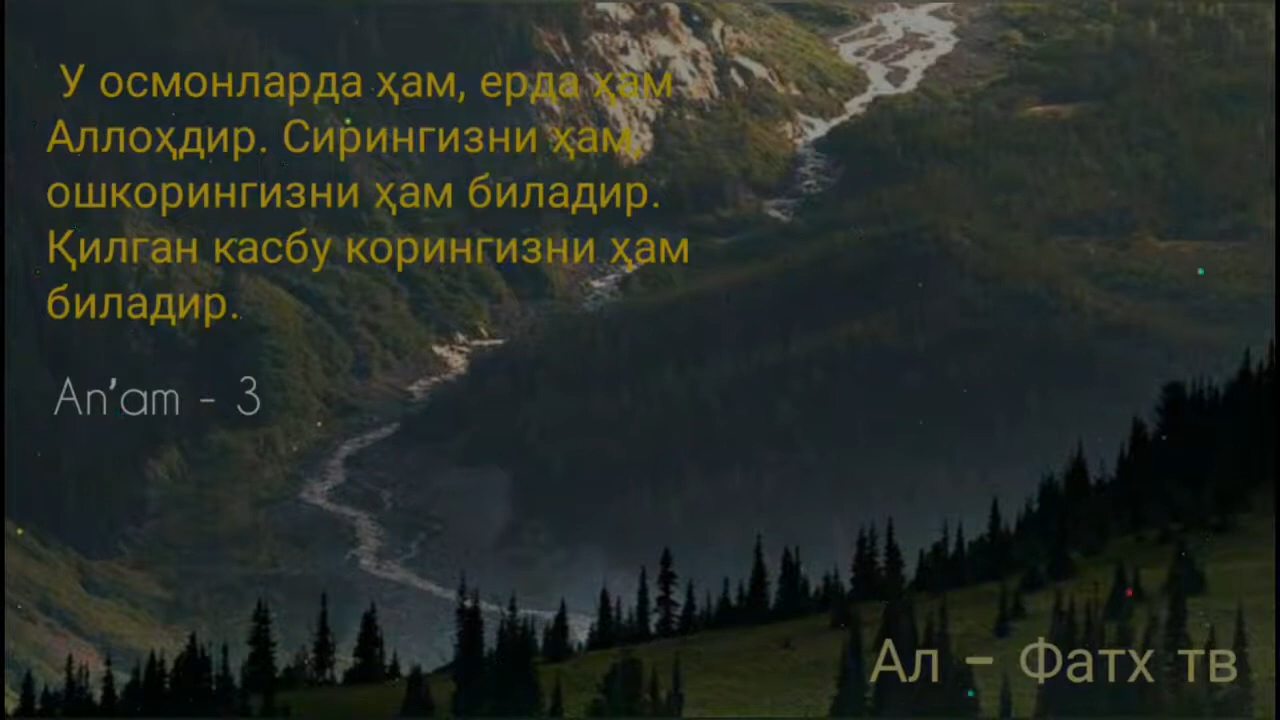 У осмонларда ҳам, ерда ҳам
Аллоҳдир. Сирингизни ҳам,
ошкорингизни ҳам биладир.
Қилган касбу корингизни ҳам
биладир.
An’am - 3
Ал - Фатх тв